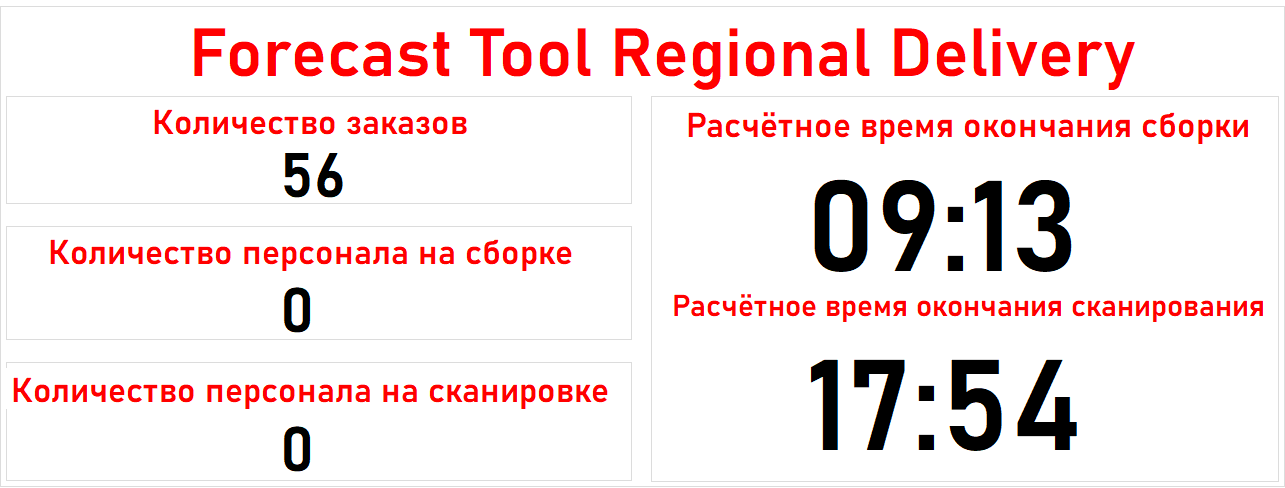 Forecast Tool Regional Delivery
Количество заказов
56
Количество персонала на сборке
0
Количество персонала на сканировке
0
Расчётное время окончания сборки
09:13
Расчётное время окончания сканирования
17:54